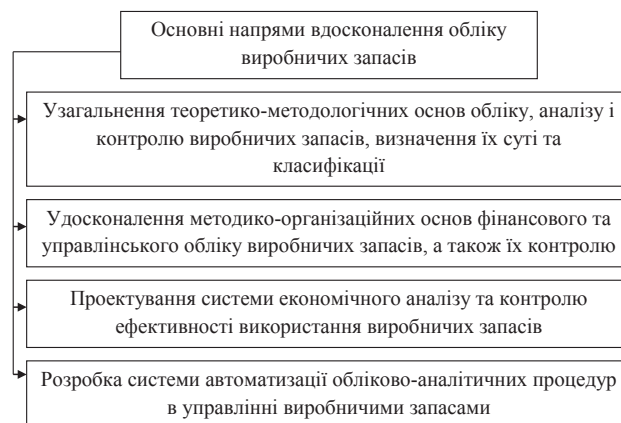 Основні напрями вдосконалення обліку
виробничих запасів
Узагальнення теоретико-методологічних основ обліку, аналізу і
контролю виробничих запасів, визначення їх суті та
класифікації
Удосконалення методико-організаційних основ фінансового та
управлінського обліку виробничих запасів, а також їх контролю
Проектування системи економічного аналізу та контролю
ефективності використання виробничих запасів
Розробка системи автоматизації обліково-аналітичних процедур
в управлінні виробничими запасами